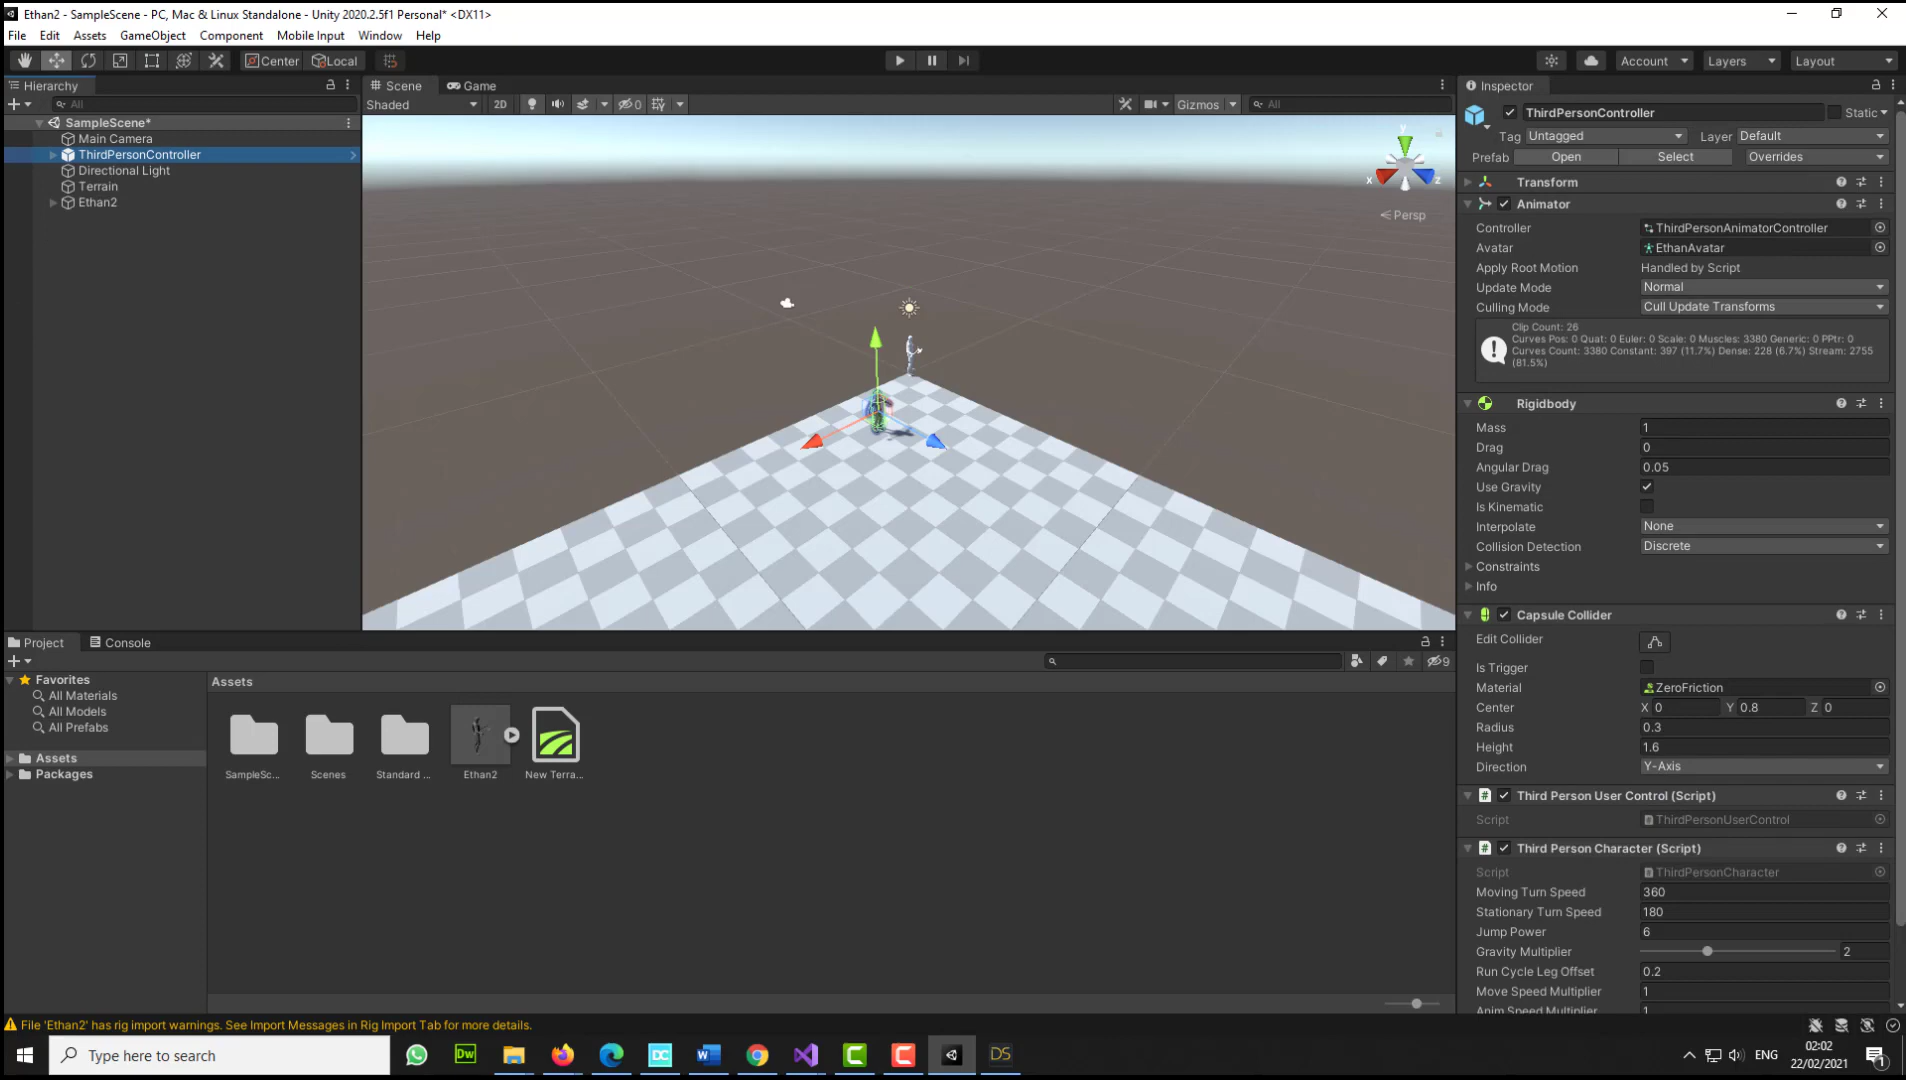 Ethan2 - SampleScene - PC, Mac & Linux Standalone - Unity 2020.2.5f1 Personal* <DX11>
File Edit Assets GameObject Component Mobile Input Window Help
Center Local Account Layers Layout
Hierarchy
All
SampleScene*
Main Camera
ThirdPersonController
Directional Light
Terrain
Ethan2
Scene Game
Shaded 2D 0 Gizmos All
y
x z
Persp
Inspector
ThirdPersonController Static
Tag Untagged Layer Default
Prefab Open Select Overrides
Transform
Animator
Controller ThirdPersonAnimatorController
Avatar EthanAvatar
Apply Root Motion Handled by Script
Update Mode Normal
Culling Mode Cull Update Transforms
Clip Count: 26
Curves Pos: 0 Quat: 0 Euler: 0 Scale: 0 Muscles: 3380 Generic: 0 PPtr: 0
Curves Count: 3380 Constant: 397 (11.7%) Dense: 228 (6.7%) Stream: 2755
(81.5%)
Rigidbody
Mass 1
Drag 0
Angular Drag 0.05
Use Gravity
Is Kinematic
Interpolate None
Collision Detection Discrete
Constraints
Info
Capsule Collider
Edit Collider
Is Trigger
Material ZeroFriction
Center X 0 Y 0.8 Z 0
Radius 0.3
Height 1.6
Direction Y-Axis
Third Person User Control (Script)
Script ThirdPersonUserControl
Third Person Character (Script)
Script ThirdPersonCharacter
Moving Turn Speed 360
Stationary Turn Speed 180
Jump Power 6
Gravity Multiplier 2
Run Cycle Leg Offset 0.2
Move Speed Multiplier 1
Anim Speed Multiplier 1
Project Console
9
Favorites
All Materials
All Models
All Prefabs
Assets
Packages
Assets
SampleSc... Scenes Standard ... Ethan2 New Terra...
File 'Ethan2' has rig import warnings. See Import Messages in Rig Import Tab for more details.
Type here to search
Dw DC W C C DS
ENG
02:02
22/02/2021
1